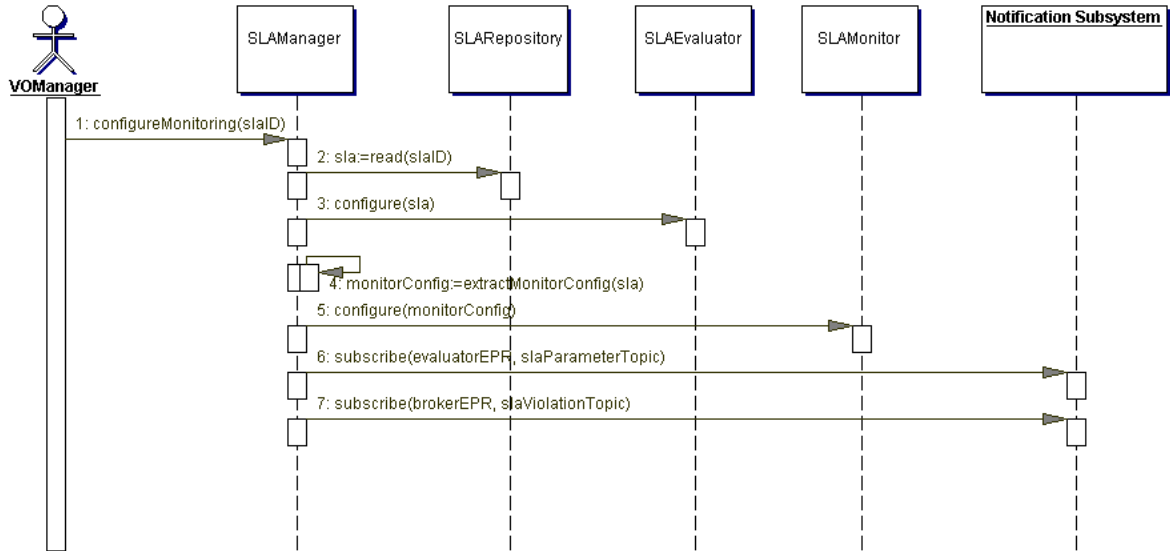 Notification Subsystem
SLAManager
SLARepository
SLAEvaluator
SLAMonitor
VOManager
1: configureMonitoring(slaID)
2: sla:=read(slaID)
3: configure(sla)
4: monitorConfig:=extractMonitorConfig(sla)
5: configure(monitorConfig)
6: subscribe(evaluatorEPR, slaParameterTopic)
7: subscribe(brokerEPR, slaViolationTopic)